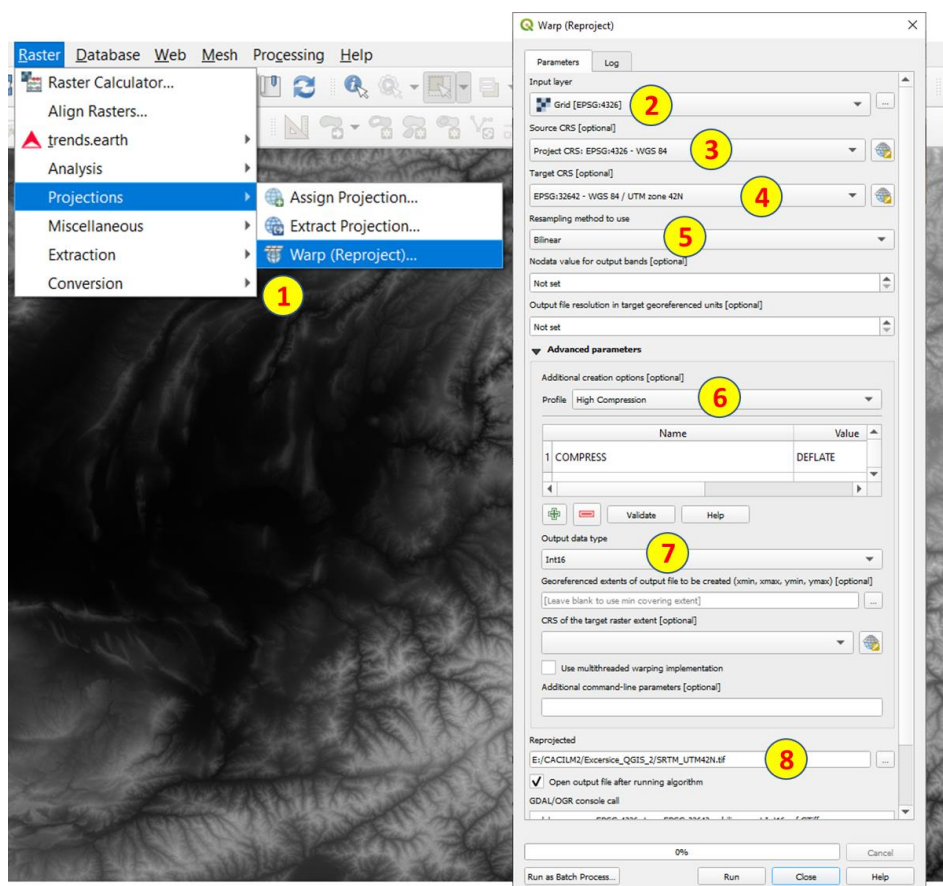 Raster Database Web Mesh Processing Help
Raster Calculator...
Align Rasters...
trends.earth
Analysis
Projections
Miscellaneous
Extraction
Conversion
Assign Projection...
Extract Projection...
Warp (Reproject)...
1
Warp (Reproject)
Parameters Log
Input layer
Grid [EPSG:4326] 2
Source CRS [optional]
Project CRS: EPSG:4326 - WGS 84 3
Target CRS [optional]
EPSG:32642 - WGS 84 / UTM zone 42N 4
Resampling method to use
Bilinear 5
Nodata value for output bands [optional]
Not set
Output file resolution in target georeferenced units [optional]
Not set
Advanced parameters
Additional creation options [optional]
Profile High Compression 6
Name Value
1 COMPRESS DEFLATE
Validate Help
Output data type
Int16 7
Georeferenced extents of output file to be created (xmin, xmax, ymin, ymax) [optional]
[Leave blank to use min covering extent]
CRS of the target raster extent [optional]
Use multithreaded warping implementation
Additional command-line parameters [optional]
Reprojected
E:/CACILM2/Excersice_QGIS_2/SRTM_UTM42N.tif 8
Open output file after running algorithm
GDAL/OGR console call
0% Cancel
Run as Batch Process... Run Close Help